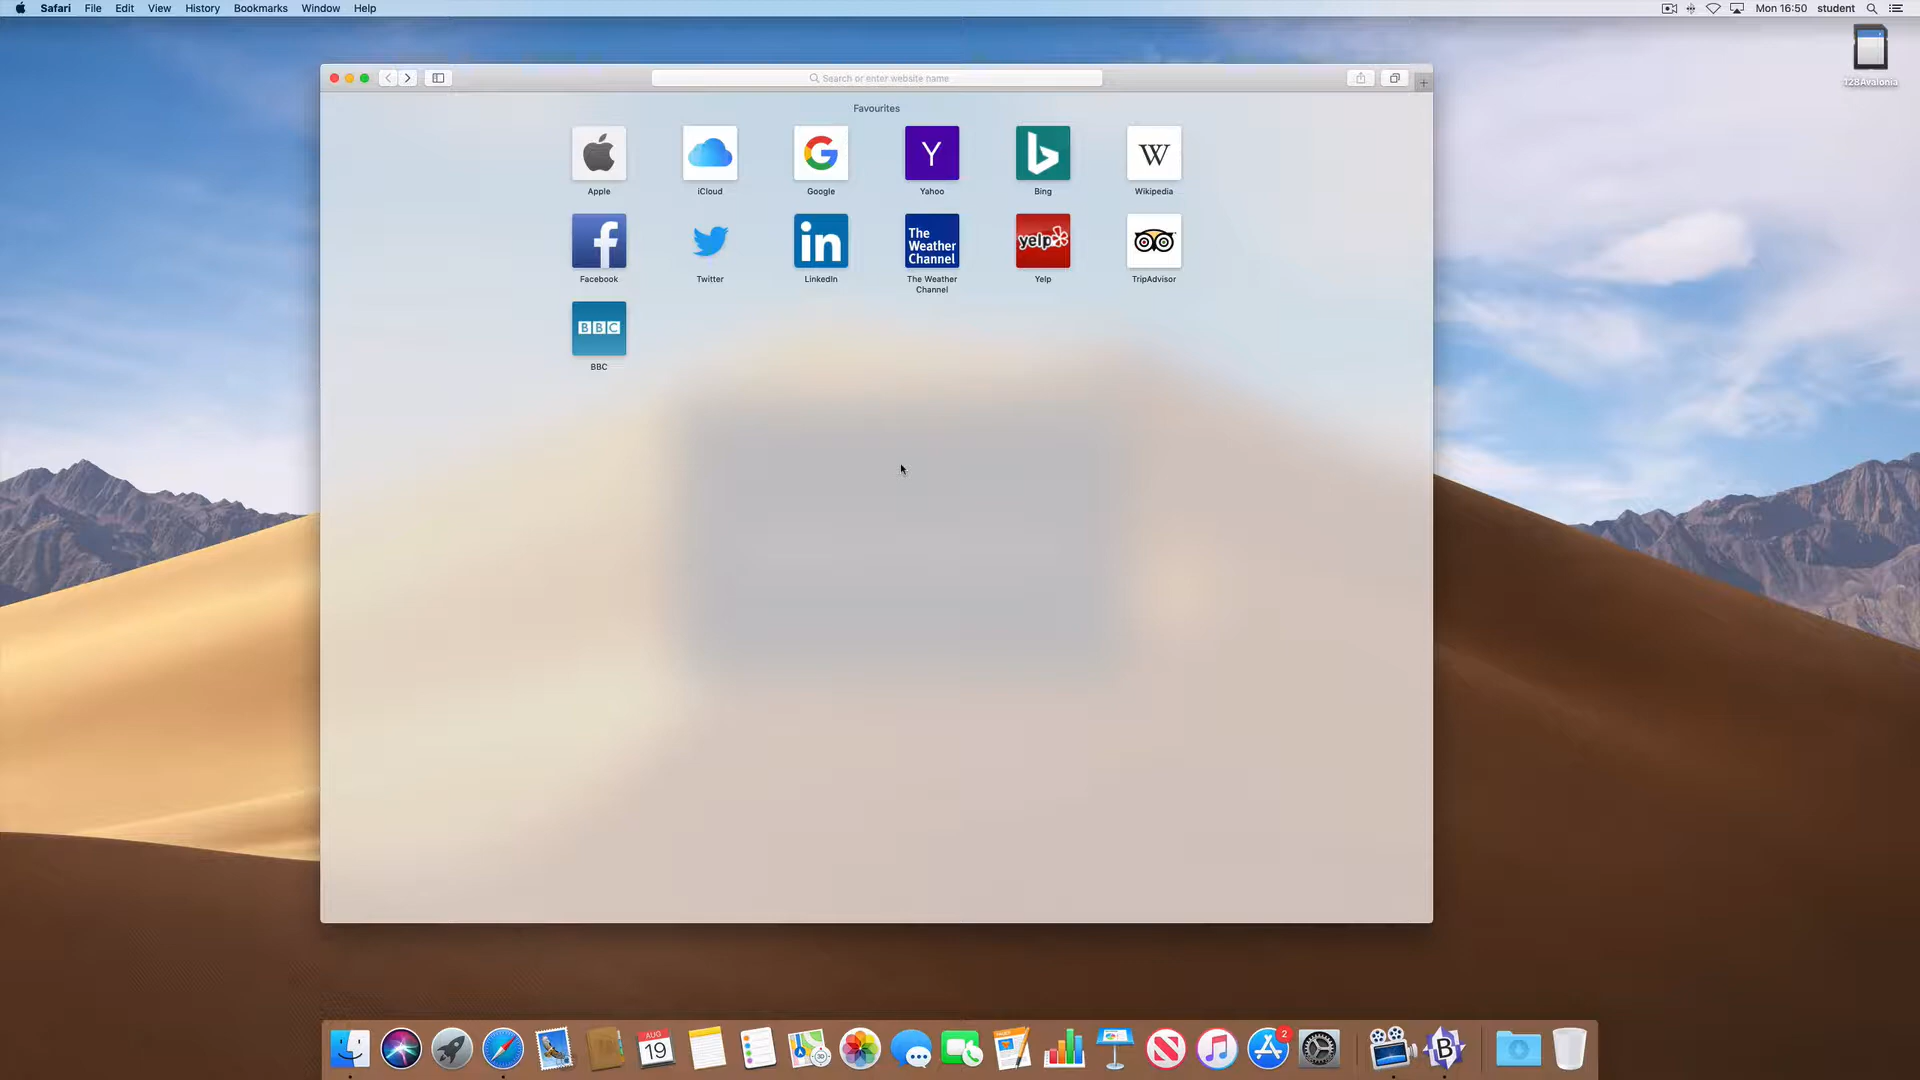 Safari File Edit View History Bookmarks Window Help
Mon 16:50 student
128Avalonia
Search or enter website name
Favourites
Apple iCloud Google Yahoo Bing Wikipedia
Y W
The Weather Channel
yelp
in
Facebook Twitter LinkedIn The Weather Channel Yelp TripAdvisor
BBC
BBC
AUG
19
2
B